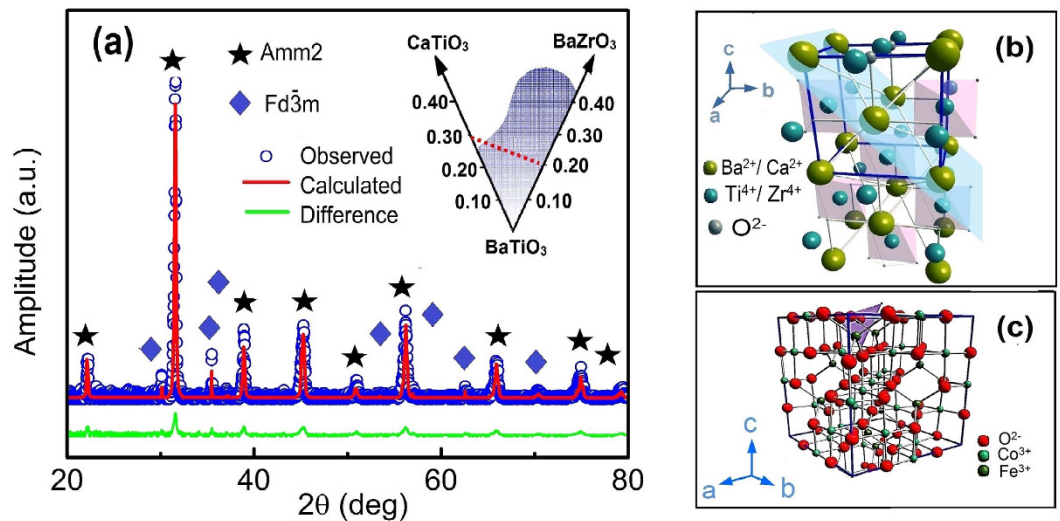 (a)
CaTiO₃
BaZrO₃
Amm2
Fd3̄m
Observed
Calculated
Difference
0.40
0.30
0.20
0.10
0.40
0.30
0.20
0.10
BaTiO₃
Amplitude (a.u.)
20
40
60
80
2θ (deg)
(b)
c
b
a
Ba²⁺/ Ca²⁺
Ti⁴⁺/ Zr⁴⁺
O²⁻
(c)
c
a
b
O²⁻
Co³⁺
Fe³⁺